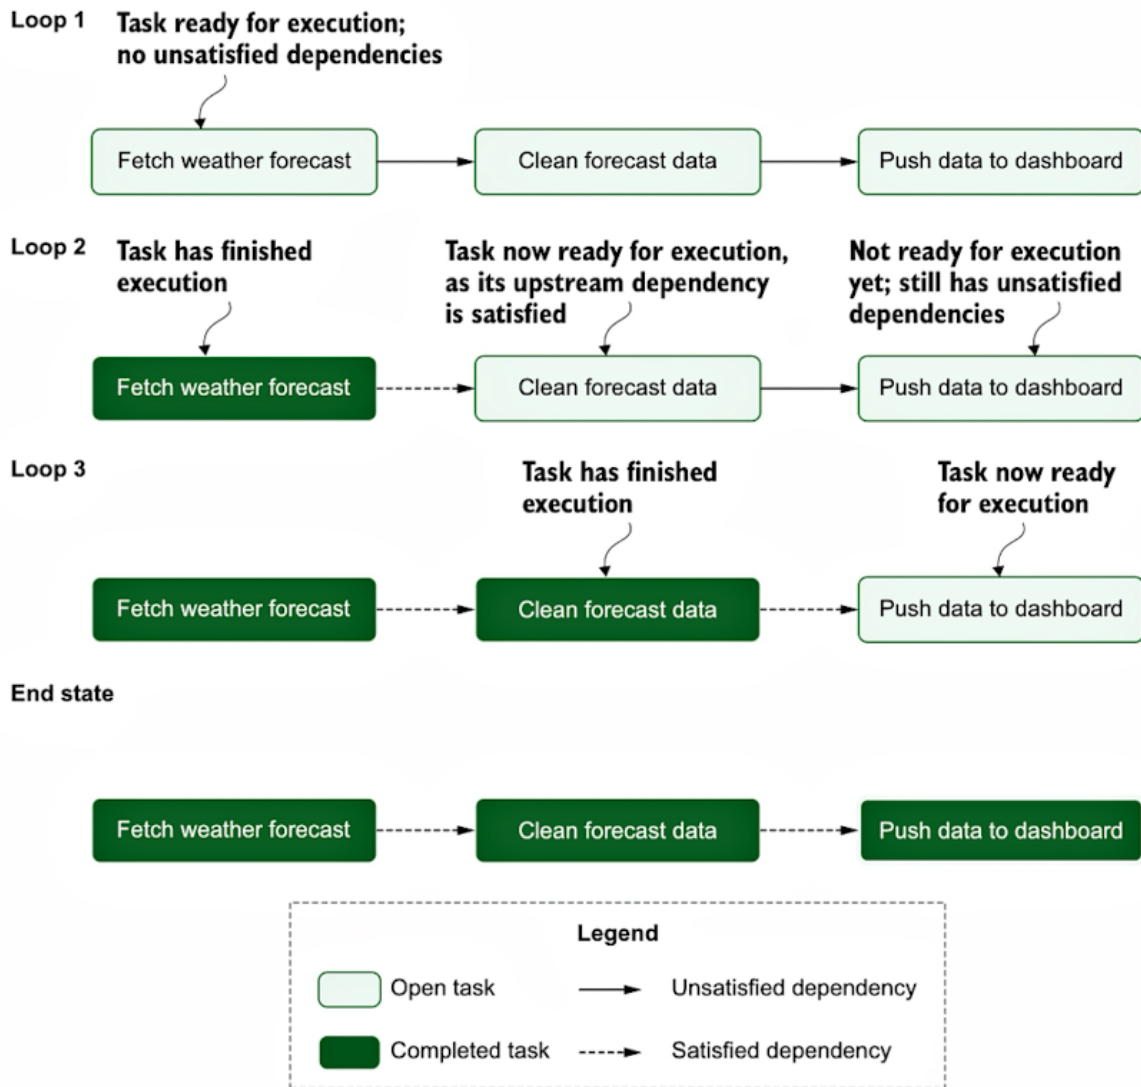 Loop 1
Task ready for execution;
no unsatisfied dependencies
Fetch weather forecast
Clean forecast data
Push data to dashboard
Loop 2
Task has finished
execution
Task now ready for execution,
as its upstream dependency
is satisfied
Not ready for execution
yet; still has unsatisfied
dependencies
Fetch weather forecast
Clean forecast data
Push data to dashboard
Loop 3
Task has finished
execution
Task now ready
for execution
Fetch weather forecast
Clean forecast data
Push data to dashboard
End state
Fetch weather forecast
Clean forecast data
Push data to dashboard
Legend
Open task
Unsatisfied dependency
Completed task
Satisfied dependency